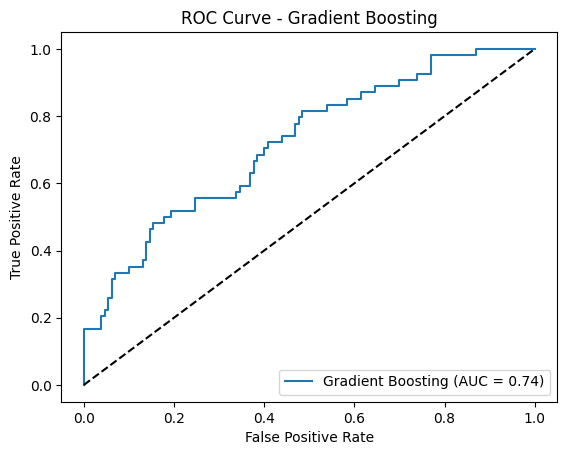 ROC Curve - Gradient Boosting
True Positive Rate
1.0
0.8
0.6
0.4
0.2
0.0
Gradient Boosting (AUC = 0.74)
0.0 0.2 0.4 0.6 0.8 1.0
False Positive Rate